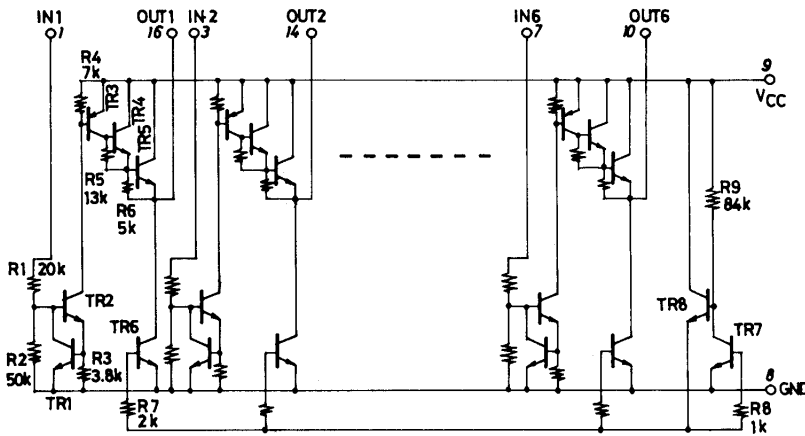 IN1
1
OUT1
16
IN2
3
OUT2
14
IN6
7
OUT6
10
9
VCC
R4
7k
TR3
TR4
TR5
R5
13k
R6
5k
R9
84k
R1 20k
TR2
TR6
TR8
TR7
R2
50k
R3
3.8k
TR1
R7
2k
8
GND
R8
1k